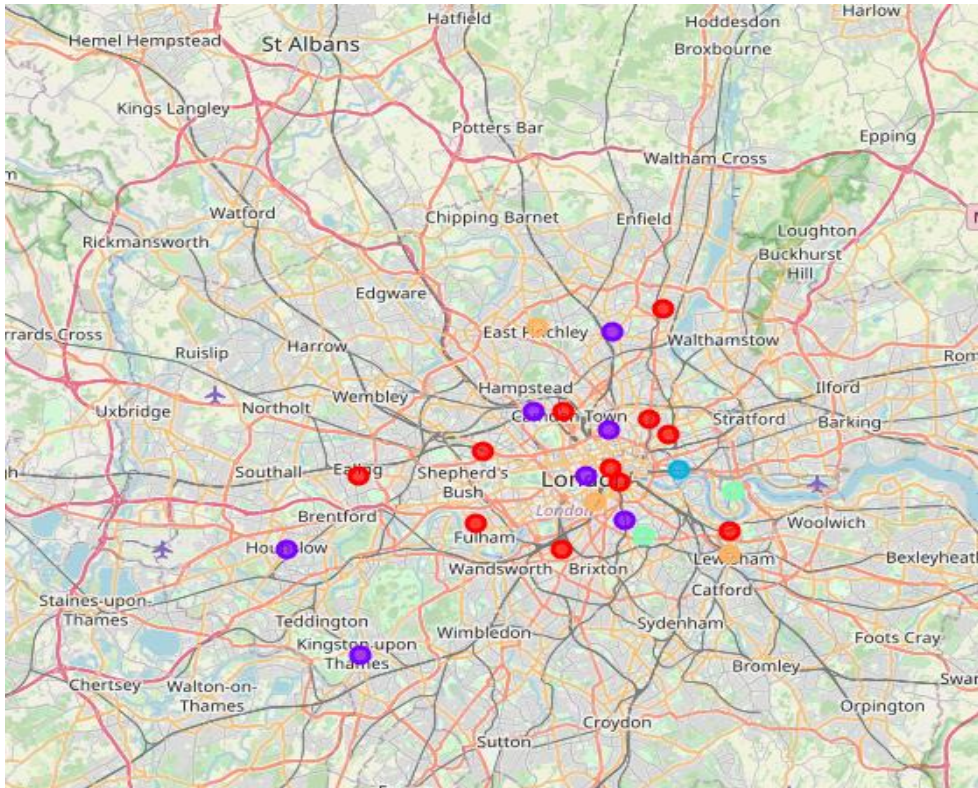 Hatfield
Hoddesdon
Harlow
Hemel Hempstead
St Albans
Broxbourne
Kings Langley
Potters Bar
Epping
Waltham Cross
Watford
Chipping Barnet
Enfield
Rickmansworth
Loughton
Buckhurst
Hill
Edgware
rrards Cross
East Finchley
Walthamstow
Ruislip
Harrow
Rom
Hampstead
Ilford
Uxbridge
Northolt
Wembley
Camden Town
Stratford
Barking
gh
Southall
Ealing
Shepherd's
Bush
London
Brentford
London
Woolwich
Hounslow
Fulham
Wandsworth
Brixton
Lewisham
Bexleyheat
Catford
Staines-upon-
Thames
Teddington
Sydenham
Kingston upon
Thames
Wimbledon
Foots Cray
Chertsey
Walton-on-
Thames
Bromley
Swan
Orpington
Croydon
Sutton